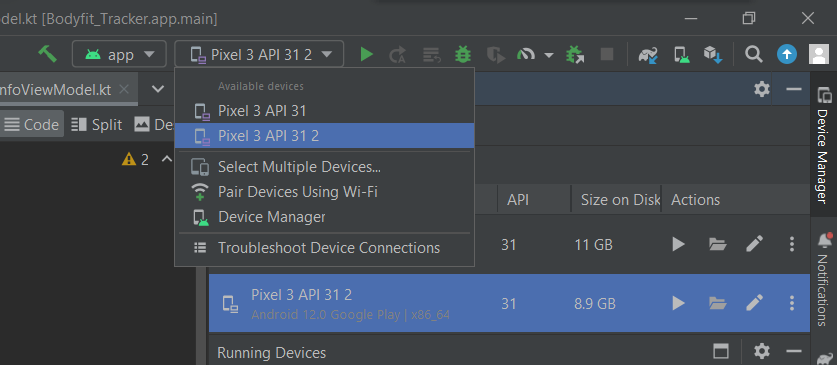 odel.kt [Bodyfit_Tracker.app.main]
app
Pixel 3 API 31 2
nfoViewModel.kt
Available devices
Pixel 3 API 31
Pixel 3 API 31 2
Code
Split
De
2
Select Multiple Devices...
Pair Devices Using Wi-Fi
Device Manager
Troubleshoot Device Connections
API
Size on Disk
Actions
31
11 GB
Pixel 3 API 31 2
Android 12.0 Google Play | x86_64
31
8.9 GB
Running Devices
Device Manager
Notifications